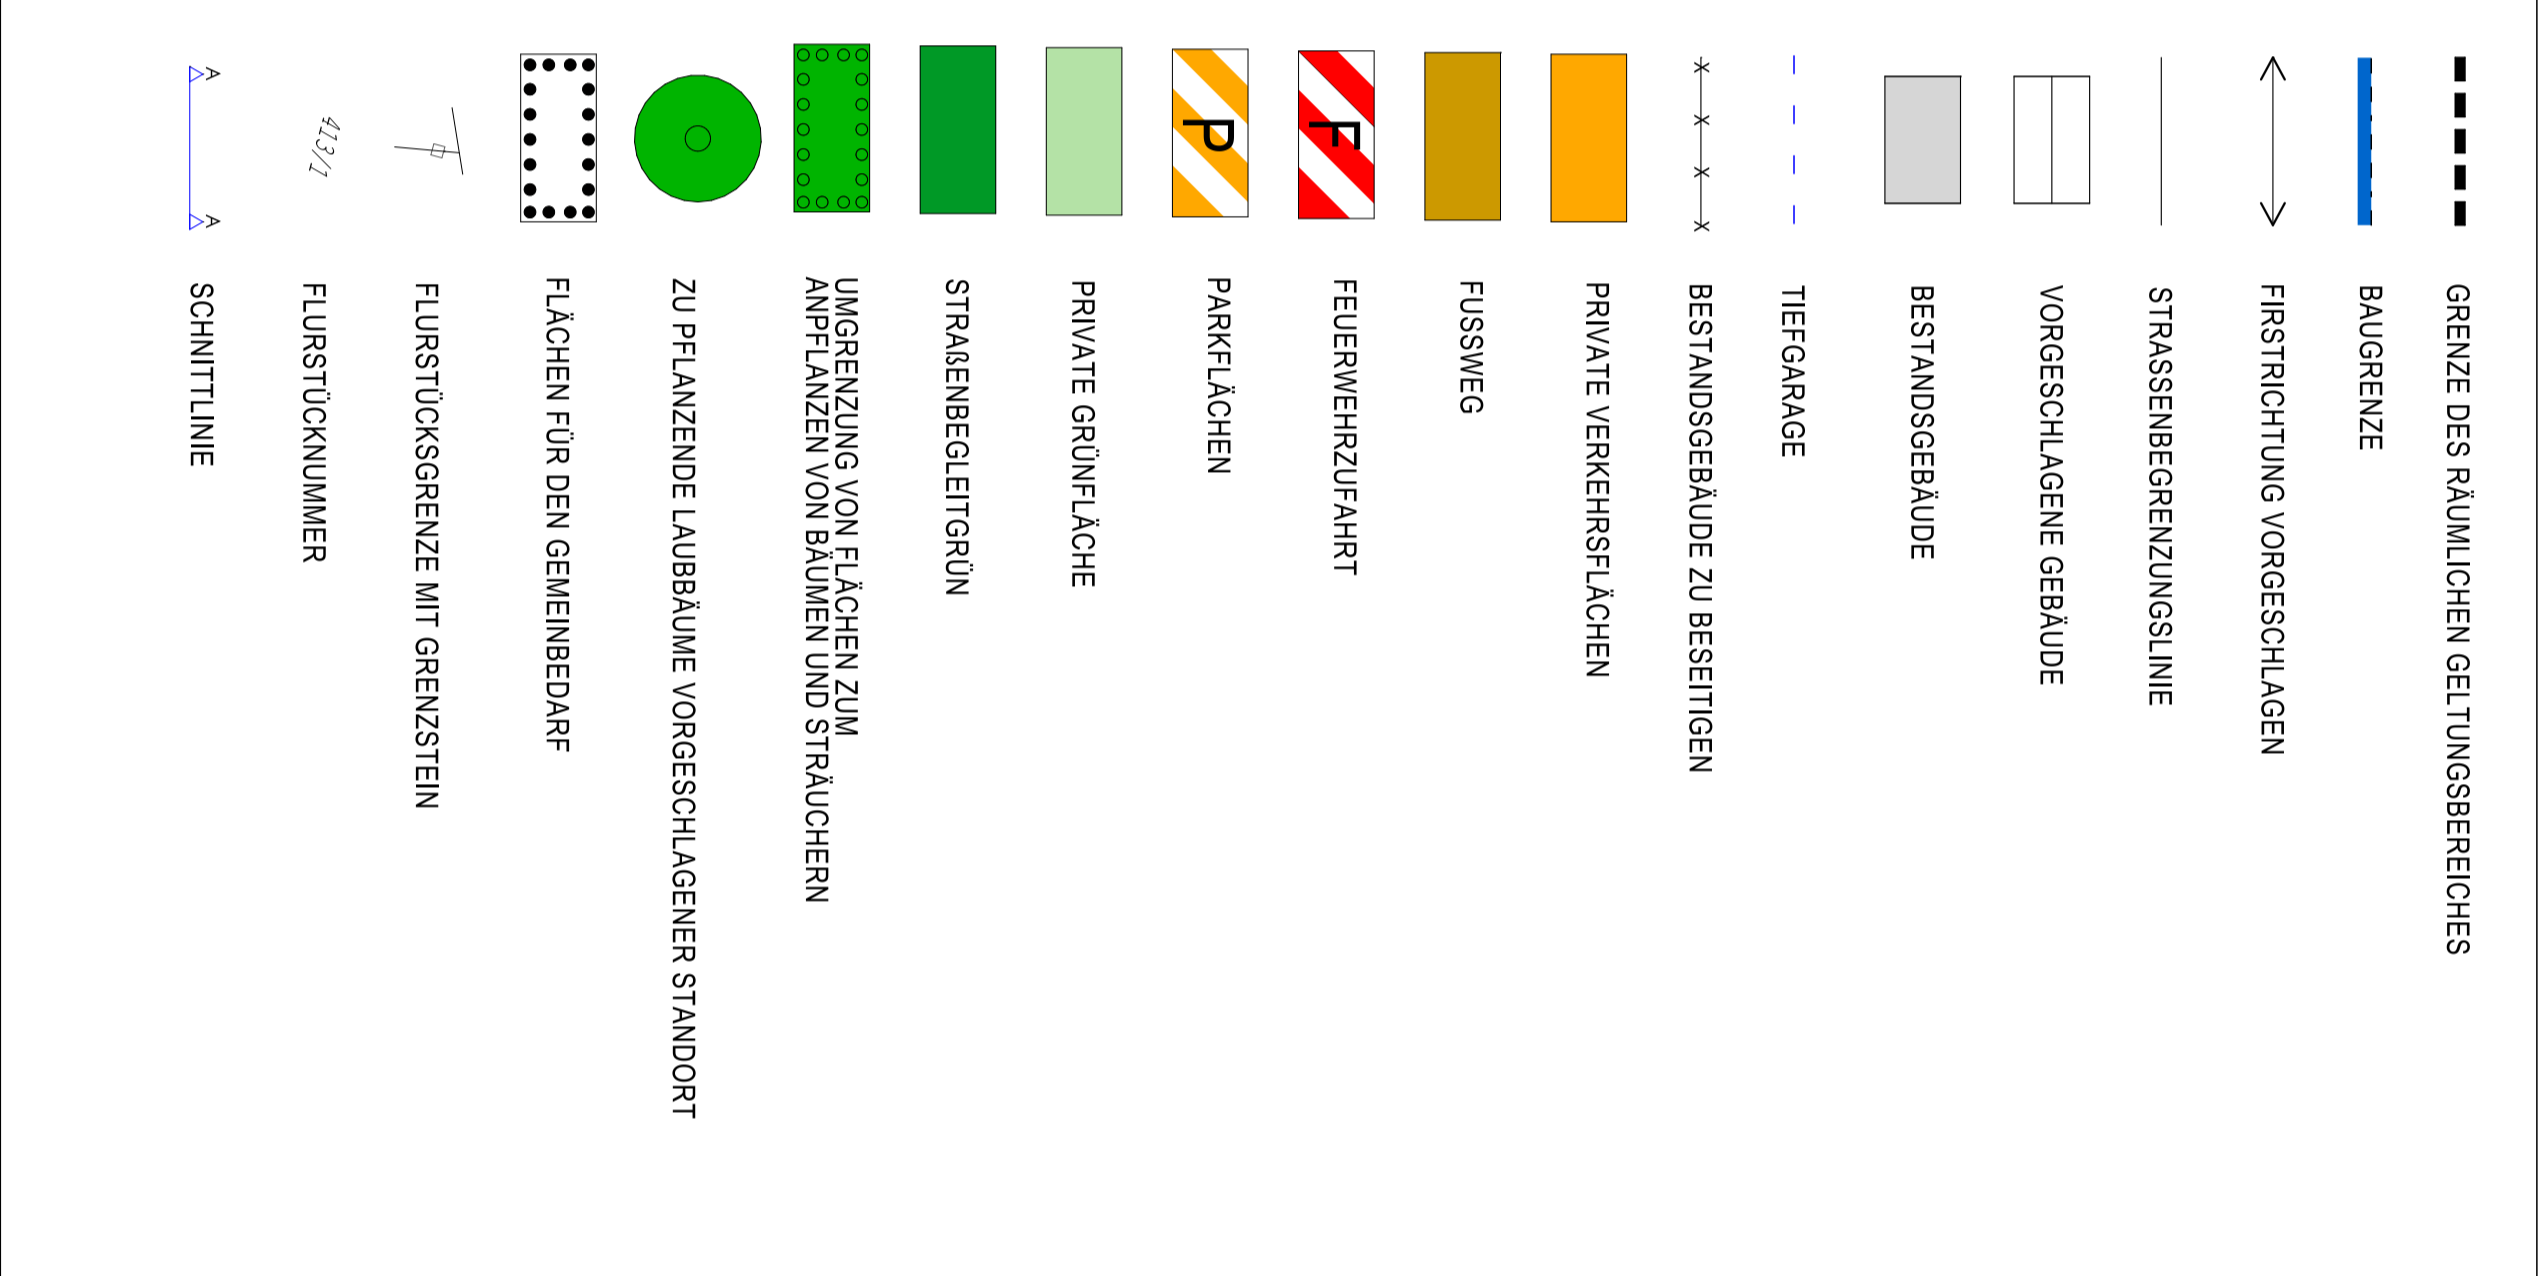 GRENZE DES RÄUMLICHEN GELTUNGSBEREICHES
BAUGRENZE
FIRSTRICHTUNG VORGESCHLAGEN
STRASSENBEGRENZUNGSLINIE
VORGESCHLAGENE GEBÄUDE
BESTANDSGEBÄUDE
TIEFGARAGE
BESTANDSGEBÄUDE ZU BESEITIGEN
PRIVATE VERKEHRSFLÄCHEN
FUSSWEG
F FEUERWEHRZUFAHRT
P PARKFLÄCHEN
PRIVATE GRÜNFLÄCHE
STRAßENBEGLEITGRÜN
UMGRENZUNG VON FLÄCHEN ZUM
ANPFLANZEN VON BÄUMEN UND STRÄUCHERN
ZU PFLANZENDE LAUBBÄUME VORGESCHLAGENER STANDORT
FLÄCHEN FÜR DEN GEMEINBEDARF
FLURSTÜCKSGRENZE MIT GRENZSTEIN
413/1 FLURSTÜCKNUMMER
A A SCHNITTLINIE